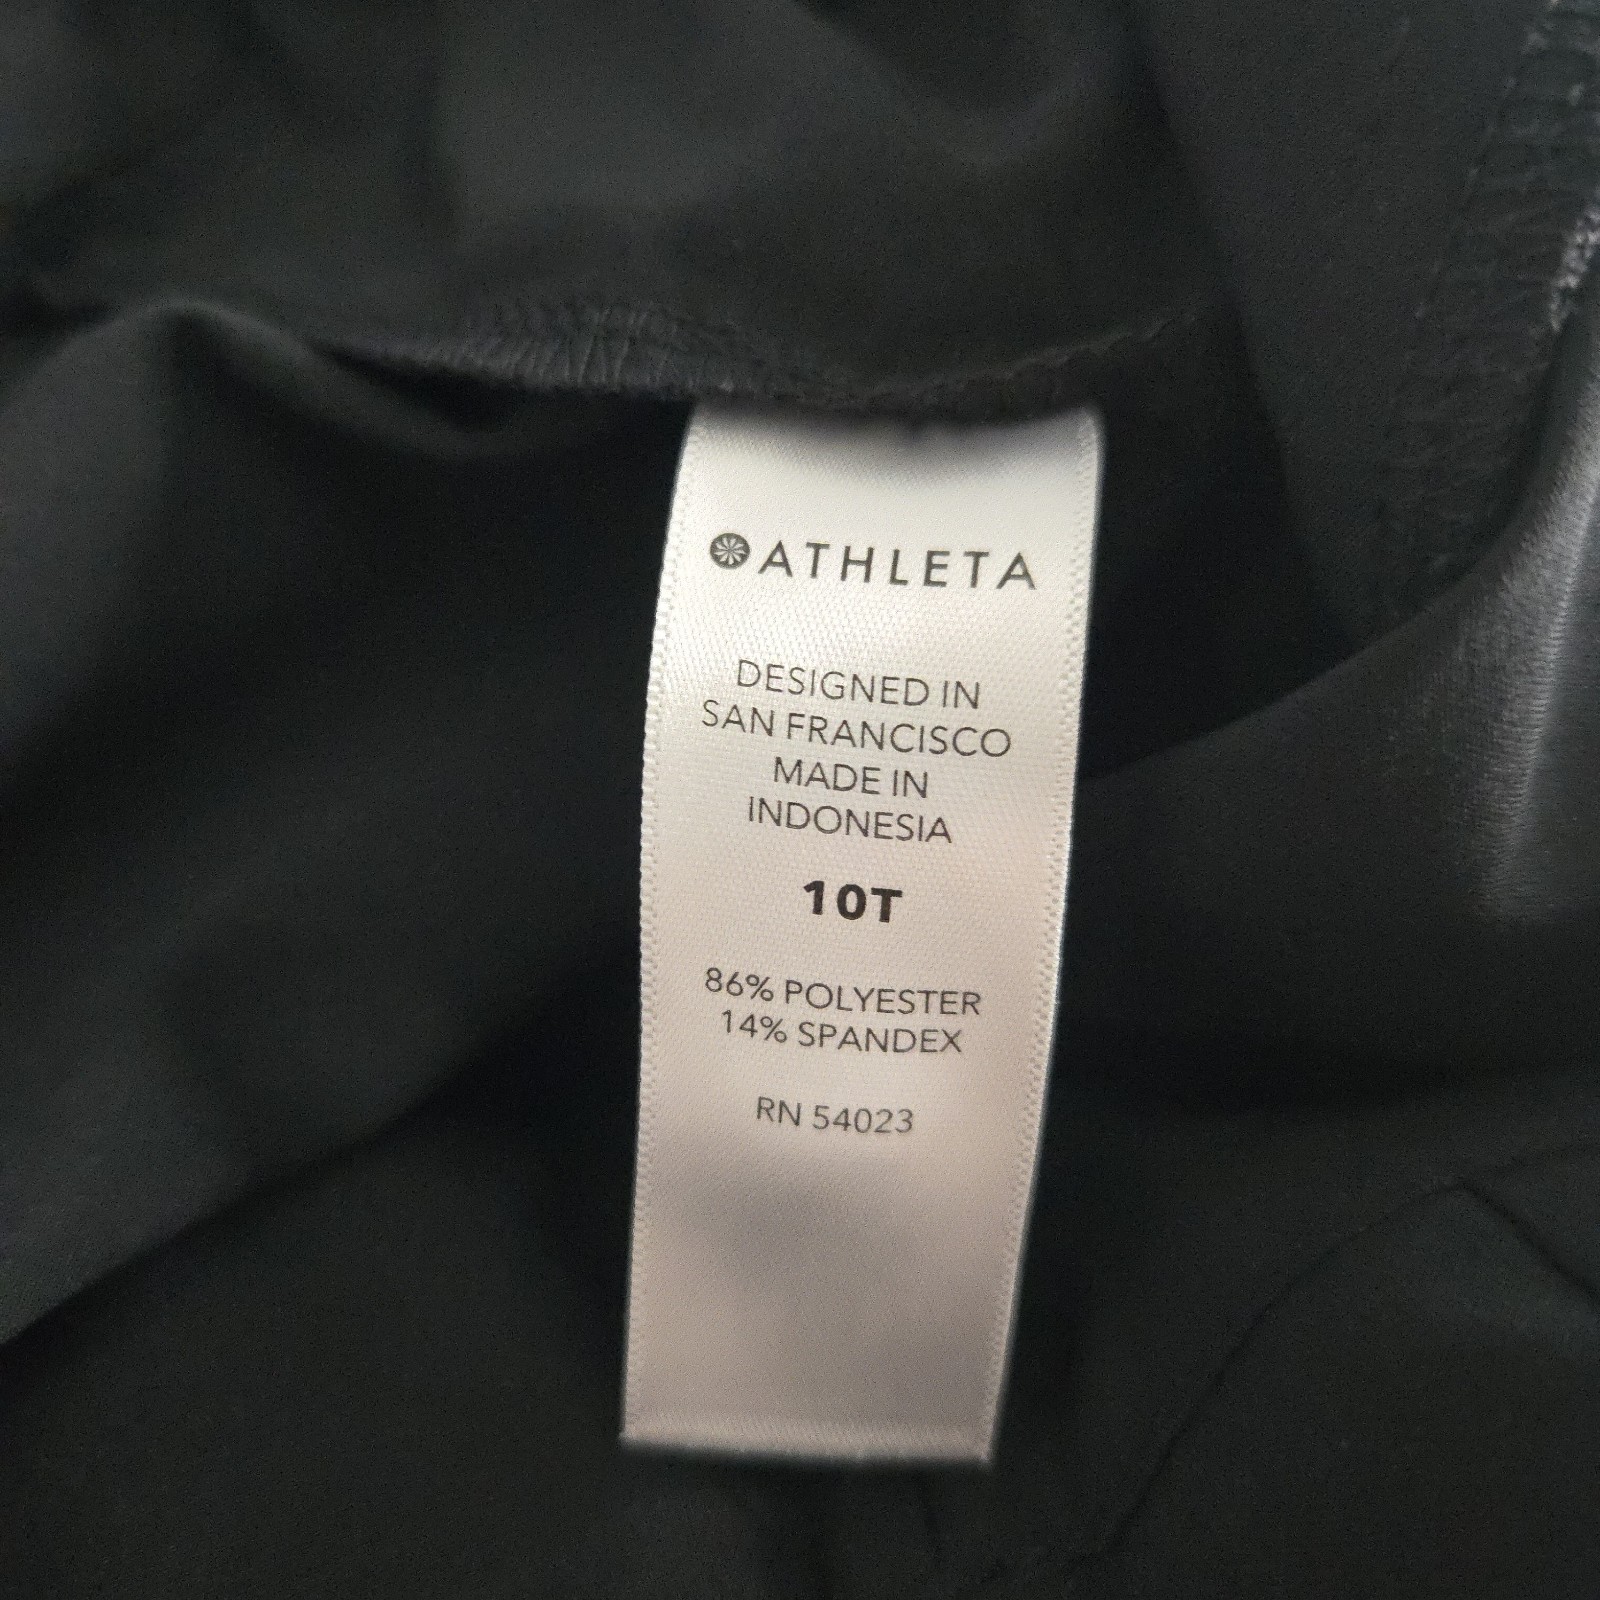 ATHLETA
DESIGNED IN
SAN FRANCISCO
MADE IN
INDONESIA
10T
86% POLYESTER
14% SPANDEX
RN 54023